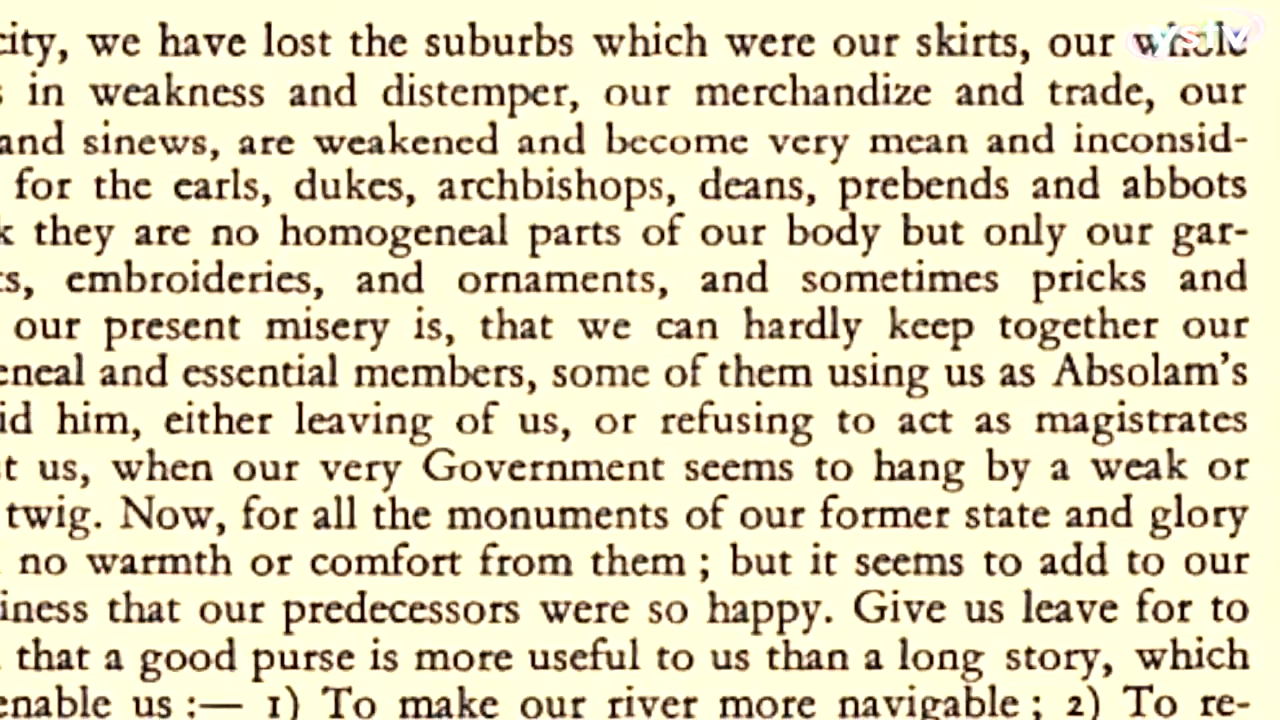 city, we have lost the suburbs which were our skirts, our whole
in weakness and distemper, our merchandize and trade, our
and sinews, are weakened and become very mean and inconsid-
for the earls, dukes, archbishops, deans, prebends and abbots
they are no homogeneal parts of our body but only our gar-
embroideries, and ornaments, and sometimes pricks and
our present misery is, that we can hardly keep together our
eneal and essential members, some of them using us as Absolam's
id him, either leaving of us, or refusing to act as magistrates
t us, when our very Government seems to hang by a weak or
twig. Now, for all the monuments of our former state and glory
no warmth or comfort from them ; but it seems to add to our
iness that our predecessors were so happy. Give us leave for to
that a good purse is more useful to us than a long story, which
enable us :— 1) To make our river more navigable ; 2) To re-
ystv